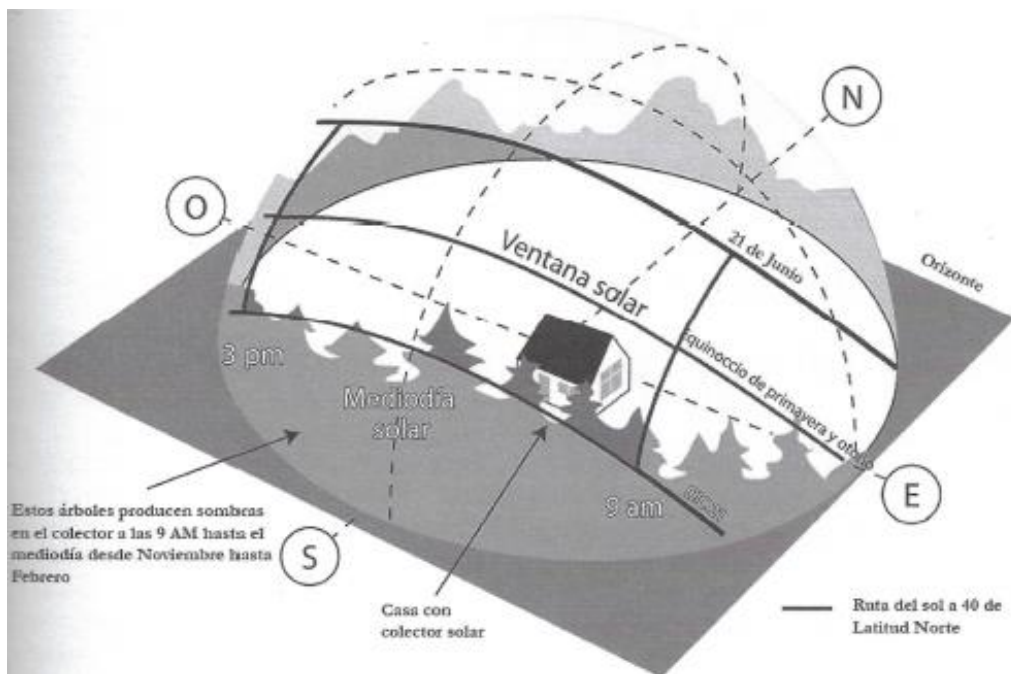 N
O
Ventana solar
21 de Junio
Orizonte
Equinoccio de primavera y otoño
3 pm
Mediodía
solar
9 am
E
S
Estos árboles producen sombras
en el colector a las 9 AM hasta el
mediodía desde Noviembre hasta
Febrero
Casa con
colector solar
Ruta del sol a 40 de
Latitud Norte